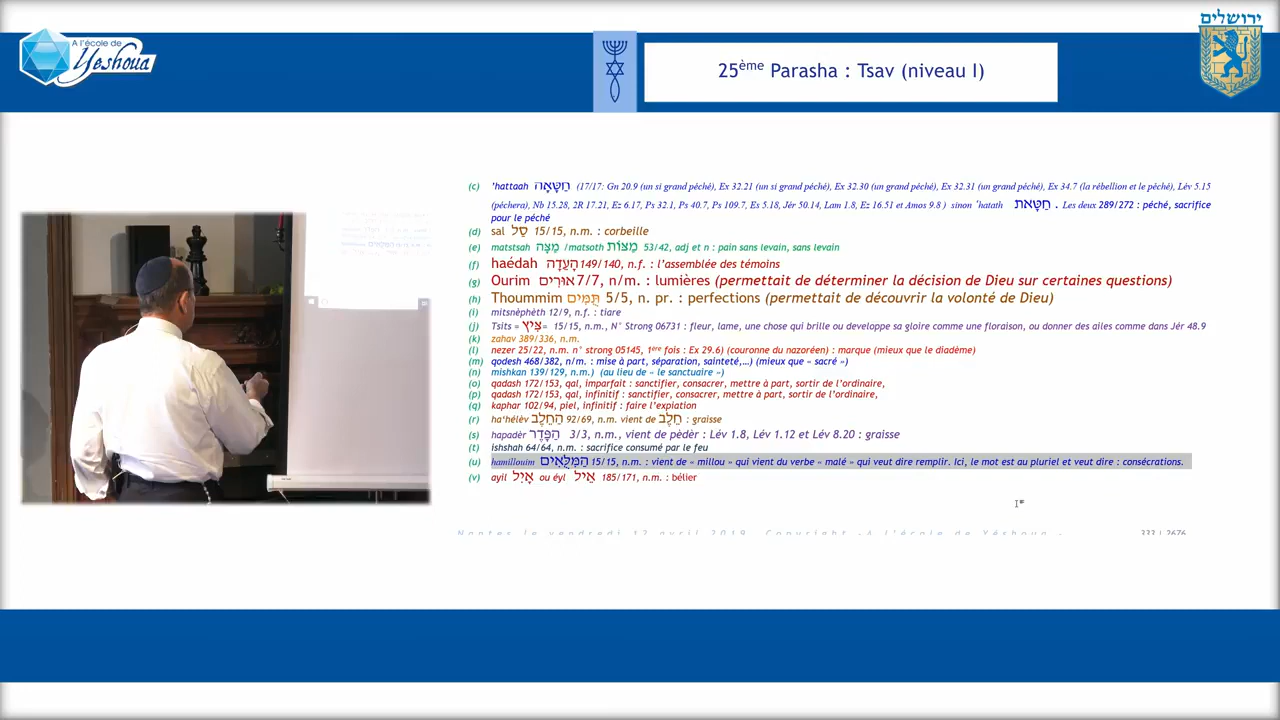 ירושלים
A l'école de
Yeshoua
25ème Parasha : Tsav (niveau I)
(c) 'hattaah חַטָּאָה (17/17: Gn 20.9 (un si grand péché), Ex 32.21 (un si grand péché), Ex 32.30 (un grand péché), Ex 32.31 (un grand péché), Ex 34.7 (la rébellion et le péché), Lév 5.15
(péchera), Nb 15.28, 2R 17.21, Ez 6.17, Ps 32.1, Ps 40.7, Ps 109.7, Es 5.18, Jér 50.14, Lam 1.8, Ez 16.51 et Amos 9.8 ) sinon 'hatath חַטָּאת . Les deux 289/272 : péché, sacrifice
pour le péché
(d) sal סַל 15/15, n.m. : corbeille
(e) matstsah מַצָּה /matsoth מַצּוֹת 53/42, adj et n : pain sans levain, sans levain
(f) haédah הָעֵדָה 149/140, n.f. : l'assemblée des témoins
(g) Ourim אוּרִים 7/7, n/m. : lumières (permettait de déterminer la décision de Dieu sur certaines questions)
(h) Thoummim תֻּמִּים 5/5, n. pr. : perfections (permettait de découvrir la volonté de Dieu)
(i) mitsnèphèth 12/9, n.f. : tiare
(j) Tsits = צִּיץ= 15/15, n.m., N° Strong 06731 : fleur, lame, une chose qui brille ou developpe sa gloire comme une floraison, ou donner des ailes comme dans Jér 48.9
(k) zahav 389/336, n.m.
(l) nezer 25/22, n.m. n° strong 05145, 1ère fois : Ex 29.6) (couronne du nazoréen) : marque (mieux que le diadème)
(m) qodesh 468/382, n/m. : mise à part, séparation, sainteté,…) (mieux que « sacré »)
(n) mishkan 139/129, n.m.) (au lieu de « le sanctuaire »)
(o) qadash 172/153, qal, imparfait : sanctifier, consacrer, mettre à part, sortir de l'ordinaire,
(p) qadash 172/153, qal, infinitif : sanctifier, consacrer, mettre à part, sortir de l'ordinaire,
(q) kaphar 102/94, piel, infinitif : faire l'expiation
(r) ha'hélèv הַחֵלֶב 92/69, n.m. vient de חֵלֶב : graisse
(s) hapadèr הַפָּדֶר 3/3, n.m., vient de pèdèr : Lév 1.8, Lév 1.12 et Lév 8.20 : graisse
(t) ishshah 64/64, n.m. : sacrifice consumé par le feu
(u) hamillouim הַמִּלֻּאִים 15/15, n.m. : vient de « millou » qui vient du verbe « malé » qui veut dire remplir. Ici, le mot est au pluriel et veut dire : consécrations.
(v) ayil אַיִל ou éyl אֵיל 185/171, n.m. : bélier
Nantes le vendredi 12 avril 2019 Copyright A l'école de Yéshoua
333 | 2676